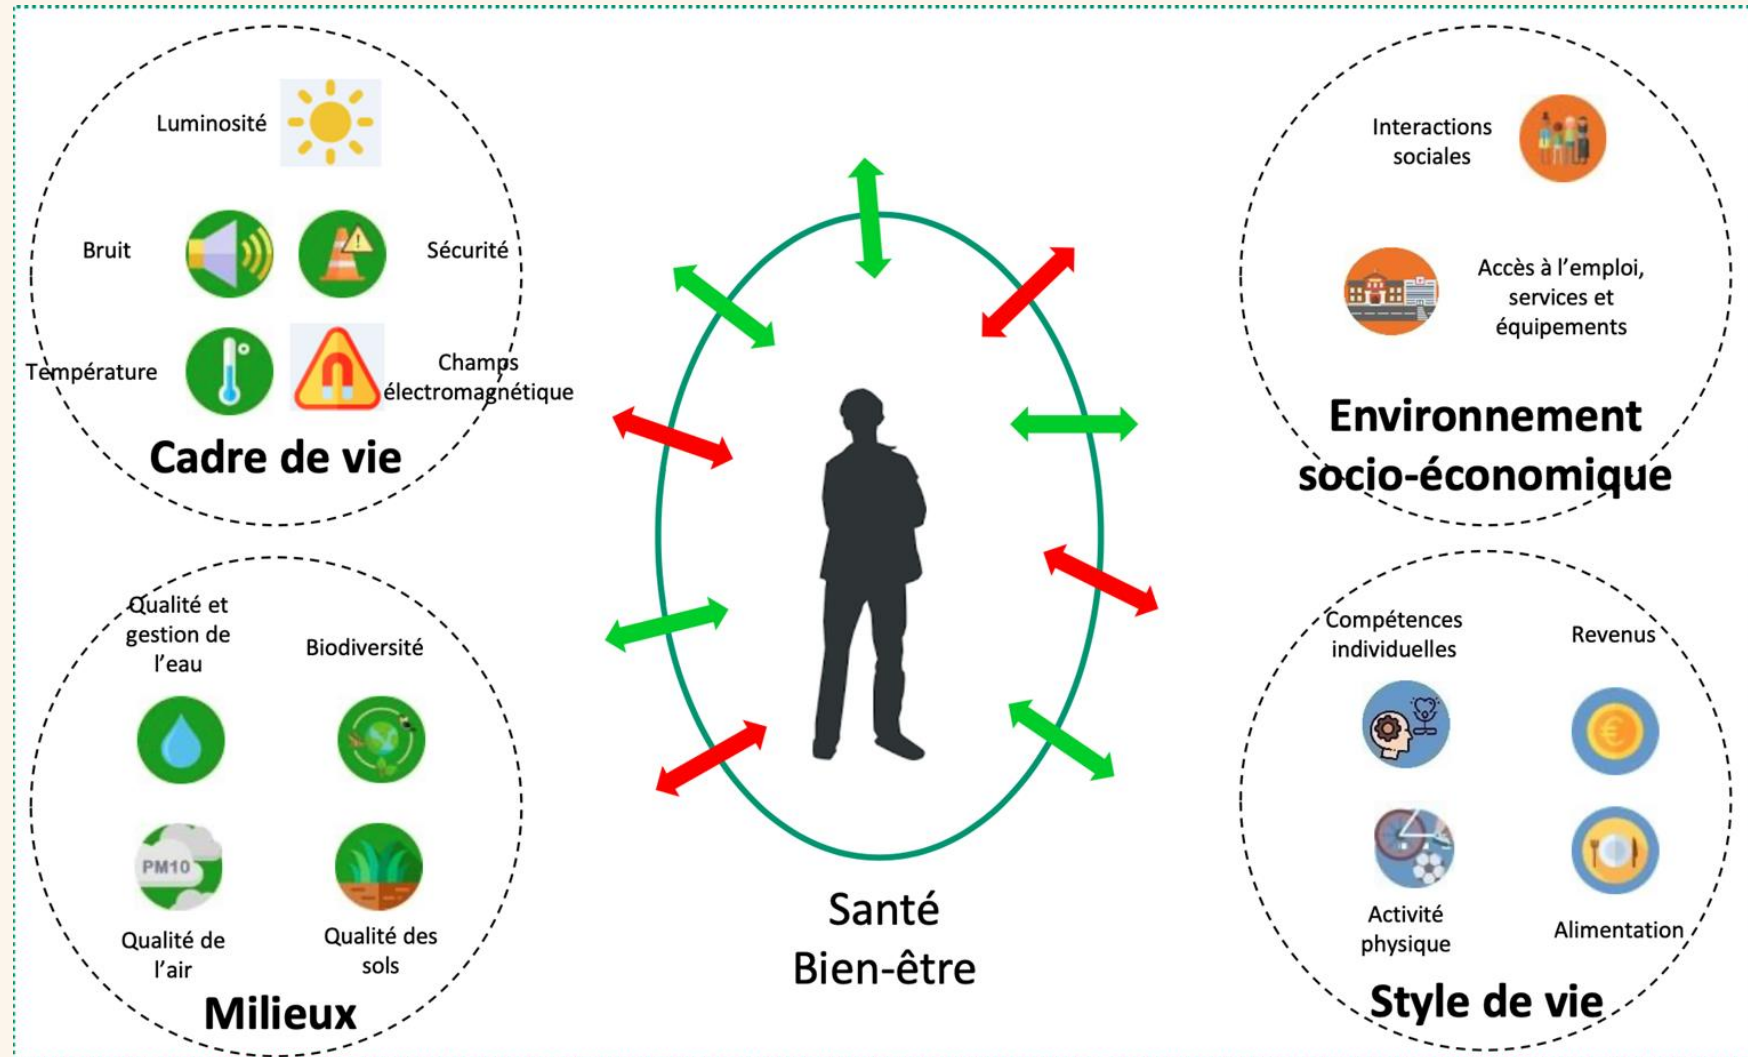 Luminosité
Bruit
Sécurité
Température
Champs
électromagnétique
Cadre de vie
Interactions
sociales
Accès à l'emploi,
services et
équipements
Environnement
socio-économique
Qualité et
gestion de
l'eau
Biodiversité
PM10
Qualité de
l'air
Qualité des
sols
Milieux
Santé
Bien-être
Compétences
individuelles
Revenus
€
Activité
physique
Alimentation
Style de vie